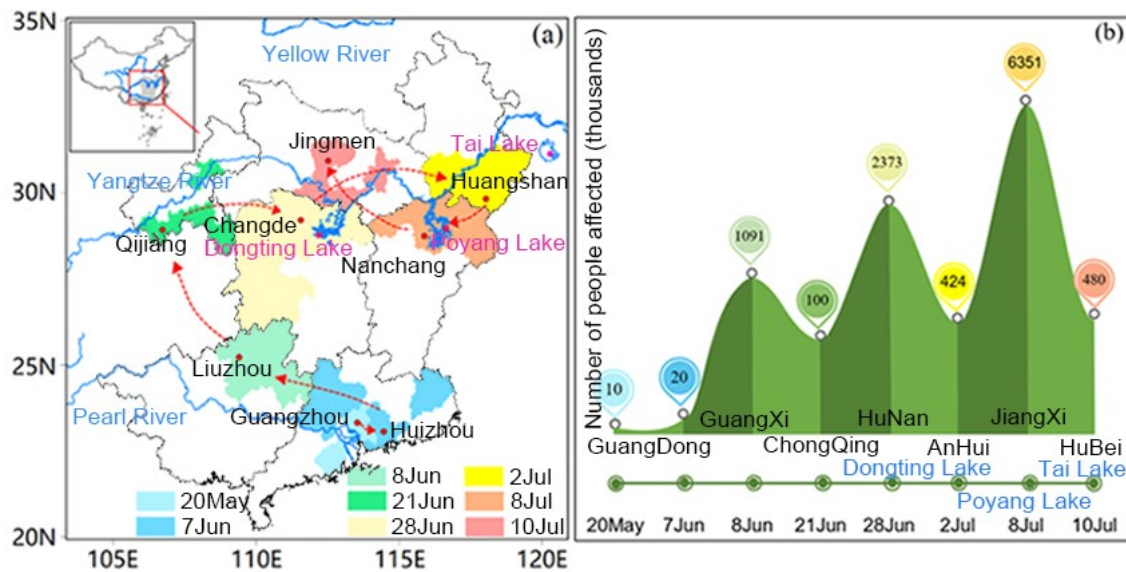 35N
(a)
Yellow River
Jingmen
Tai Lake
30N
Yangtze River
Huangshan
Changde
Qijiang
Dongting Lake
Poyang Lake
Nanchang
25N
Liuzhou
Pearl River
Guangzhou
Huizhou
8Jun
2Jul
20May
21Jun
8Jul
7Jun
28Jun
10Jul
20N
105E
110E
115E
120E
(b)
Number of people affected (thousands)
6351
2373
1091
424
480
100
10
20
GuangXi
HuNan
JiangXi
GuangDong
ChongQing
AnHui
HuBei
Dongting Lake
Tai Lake
Poyang Lake
20May
7Jun
8Jun
21Jun
28Jun
2Jul
8Jul
10Jul